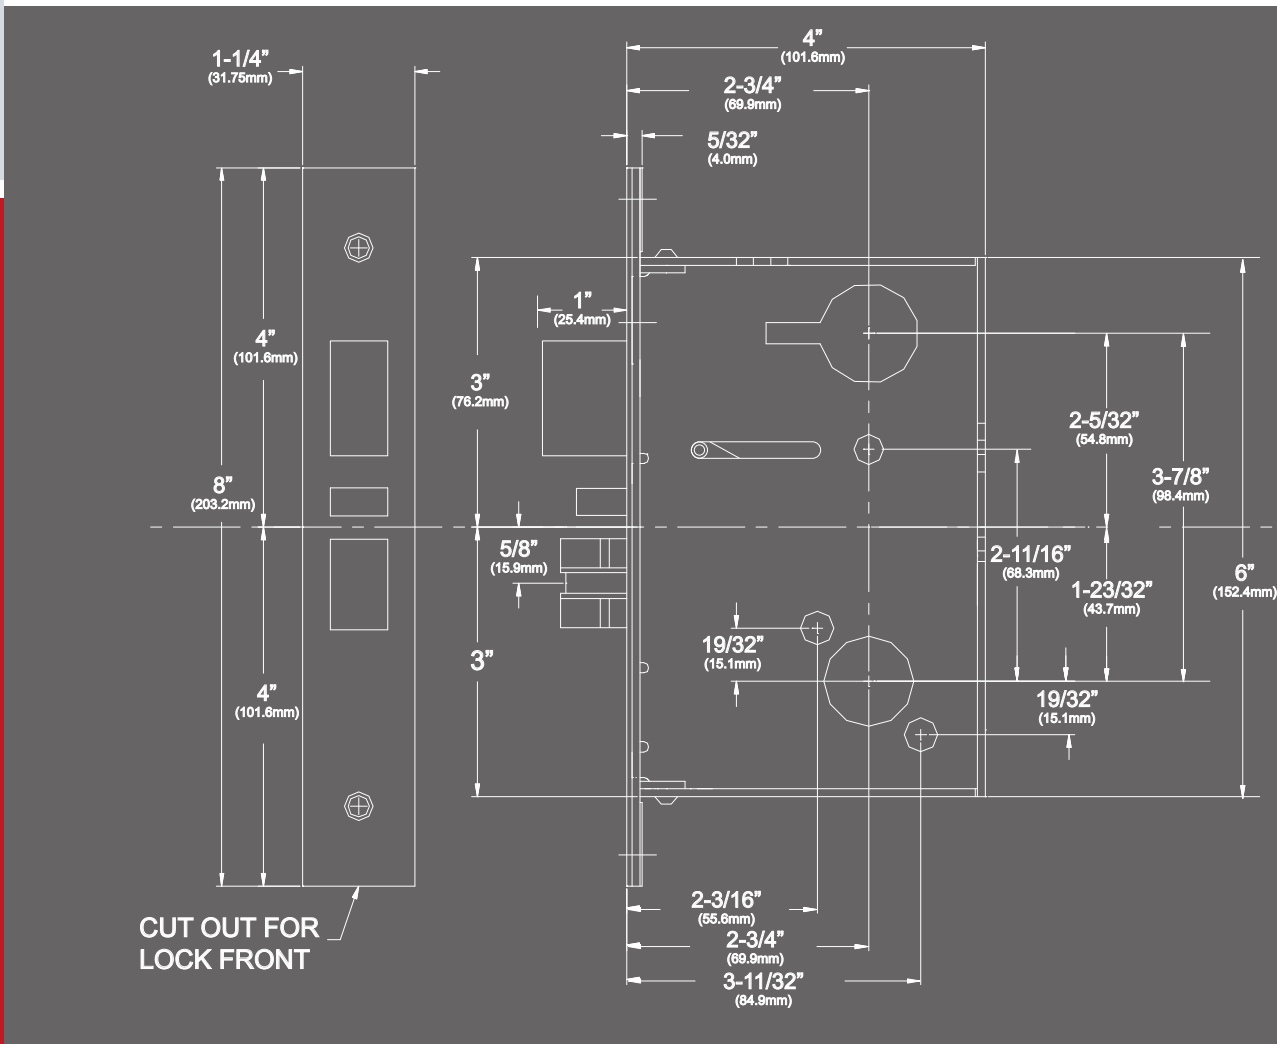 4”
(101.6mm)
1-1/4”
(31.75mm)
2-3/4”
(69.9mm)
5/32”
(4.0mm)
1”
(25.4mm)
4”
(101.6mm)
3”
(76.2mm)
2-5/32”
(54.8mm)
3-7/8”
(98.4mm)
8”
(203.2mm)
5/8”
(15.9mm)
2-11/16”
(68.3mm)
6”
(152.4mm)
1-23/32”
(43.7mm)
19/32”
(15.1mm)
3”
4”
(101.6mm)
19/32”
(15.1mm)
2-3/16”
(55.6mm)
CUT OUT FOR
LOCK FRONT
2-3/4”
(69.9mm)
3-11/32”
(84.9mm)